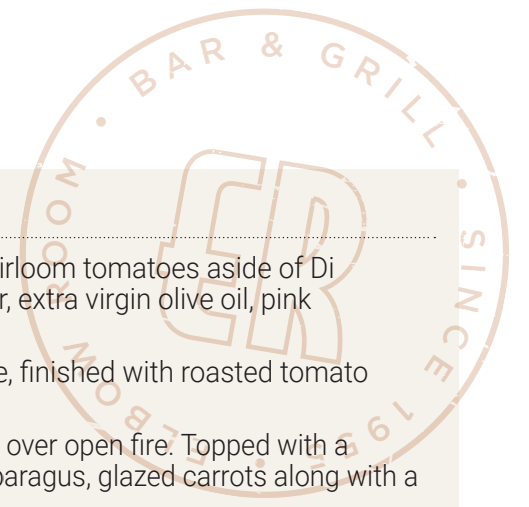 BAR & GRILL • SINCE 1955 • ELBOW ROOM •
ER
irloom tomatoes aside of Di
r, extra virgin olive oil, pink
e, finished with roasted tomato
over open fire. Topped with a
paragus, glazed carrots along with a